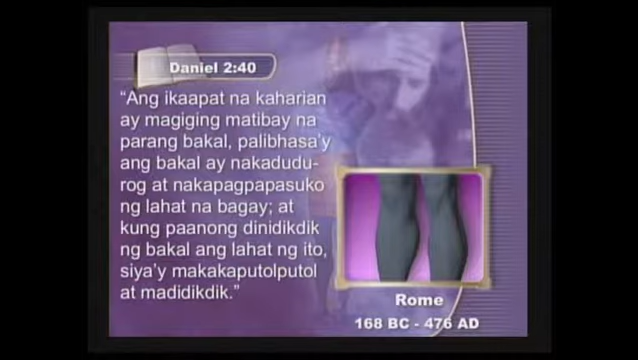 Daniel 2:40
“Ang ikaapat na kaharian
ay magiging matibay na
parang bakal, palibhasa’y
ang bakal ay nakadudu-
rog at nakapagpapasuko
ng lahat na bagay; at
kung paanong dinidikdik
ng bakal ang lahat ng ito,
siya’y makakaputolputol
at madidikdik.”
Rome
168 BC - 476 AD